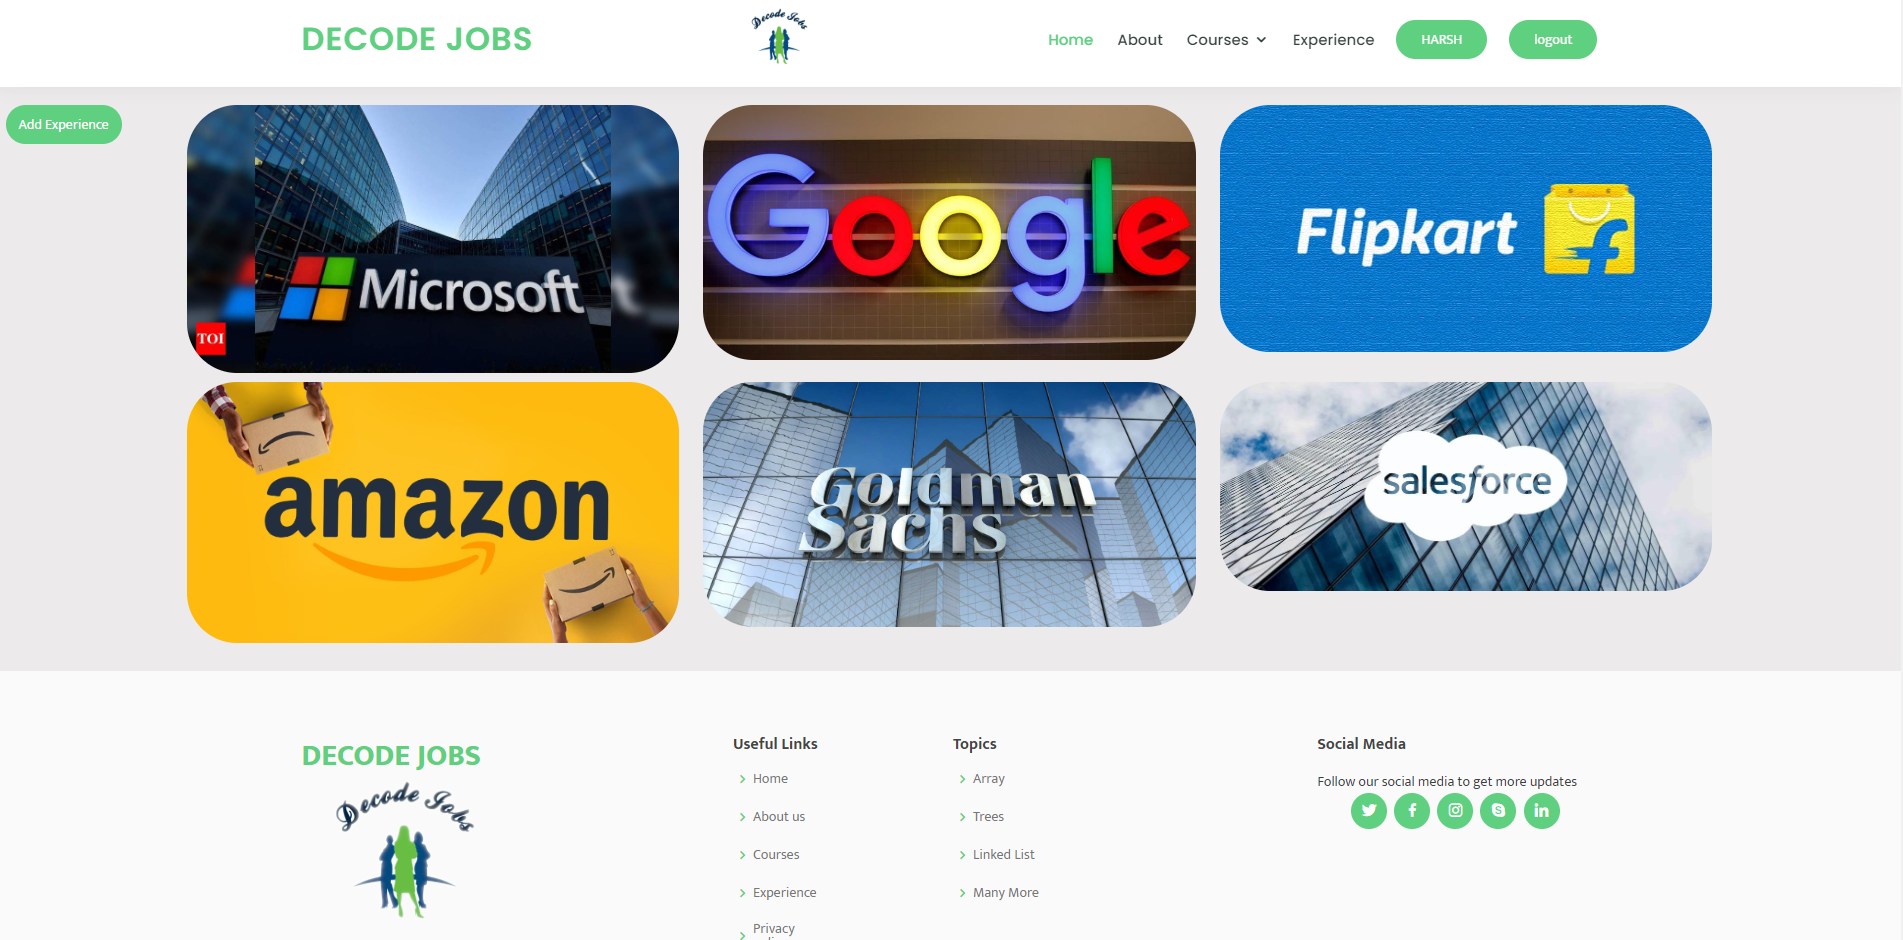 DECODE JOBS
Decode Jobs
Home
About
Courses
Experience
HARSH
logout
Add Experience
Microsoft
TOI
Google
Flipkart
amazon
Goldman
Sachs
salesforce
DECODE JOBS
Decode Jobs
Useful Links
Home
About us
Courses
Experience
Privacy
Topics
Array
Trees
Linked List
Many More
Social Media
Follow our social media to get more updates